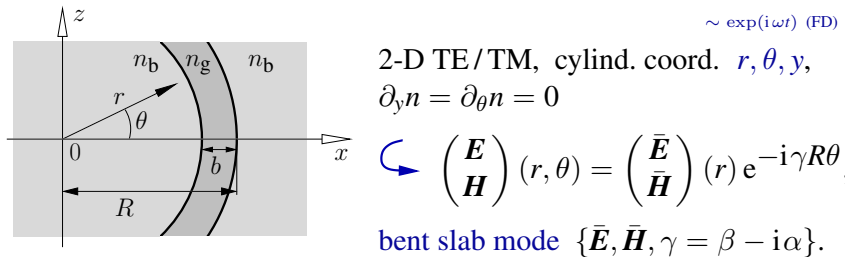 z
n_b n_g n_b
r
θ
0 x
b
R
∼ exp(i ωt) (FD)
2-D TE / TM, cylind. coord. r, θ, y,
∂_y n = ∂_θ n = 0
(E H) (r, θ) = (Ē H̄) (r) e^{−iγRθ}.
bent slab mode {Ē, H̄, γ = β − iα}.